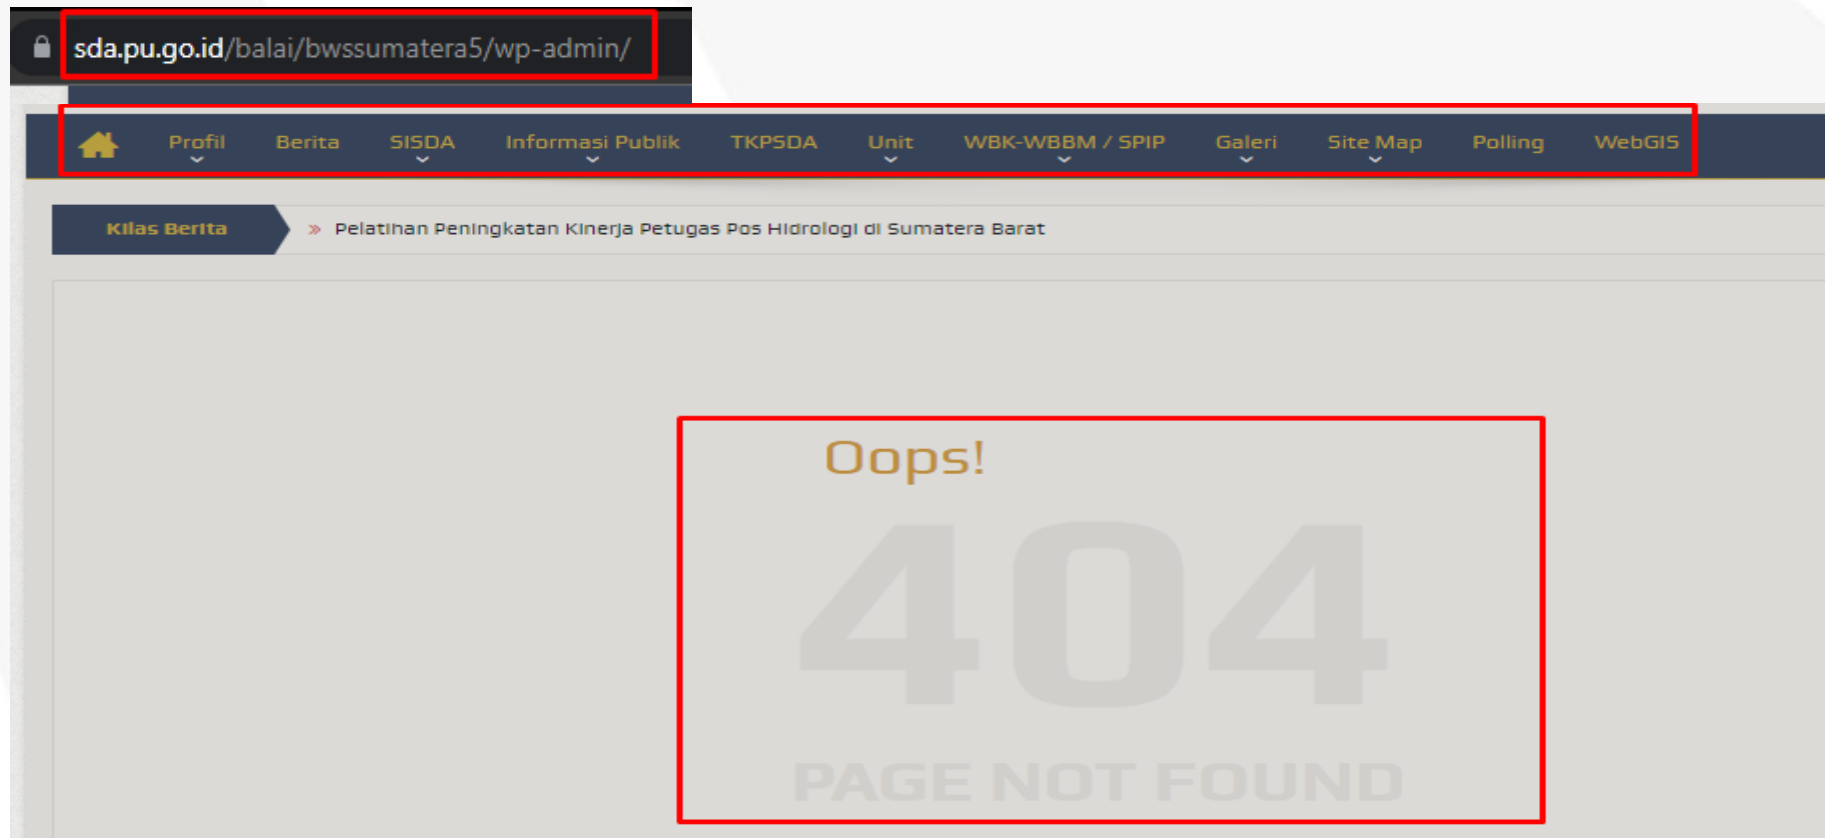 sda.pu.go.id/balai/bwssumatera5/wp-admin/
Profil Berita SISDA Informasi Publik TKPSDA Unit WBK-WBBM / SPIP Galeri Site Map Polling WebGIS
Kilas Berita » Pelatihan Peningkatan Kinerja Petugas Pos Hidrologi di Sumatera Barat
Oops!
404
PAGE NOT FOUND